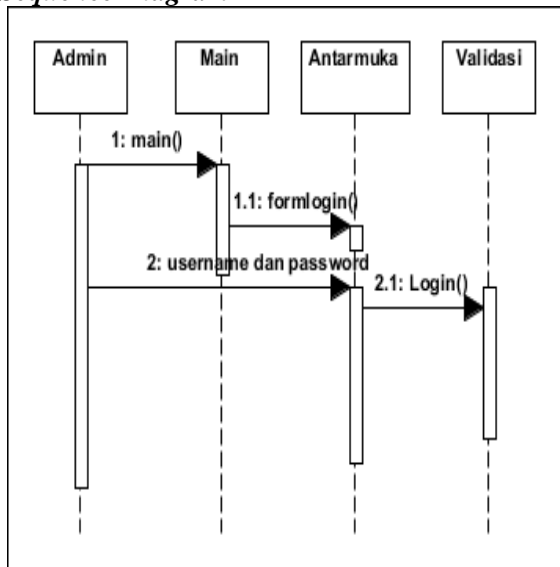 Sequence Diagram
Admin
Main
Antarmuka
Validasi
1: main()
1.1: formlogin()
2: username dan password
2.1: Login()